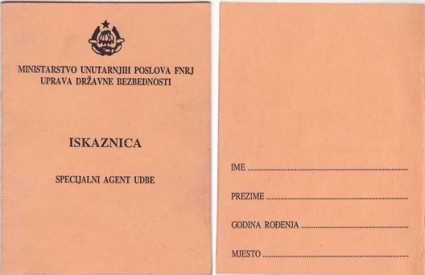 MINISTARSTVO UNUTARNJIH POSLOVA FNRJ
UPRAVA DRŽAVNE BEZBEDNOSTI
ISKAZNICA
SPECIJALNI AGENT UDBE
IME
PREZIME
GODINA ROĐENJA
MJESTO